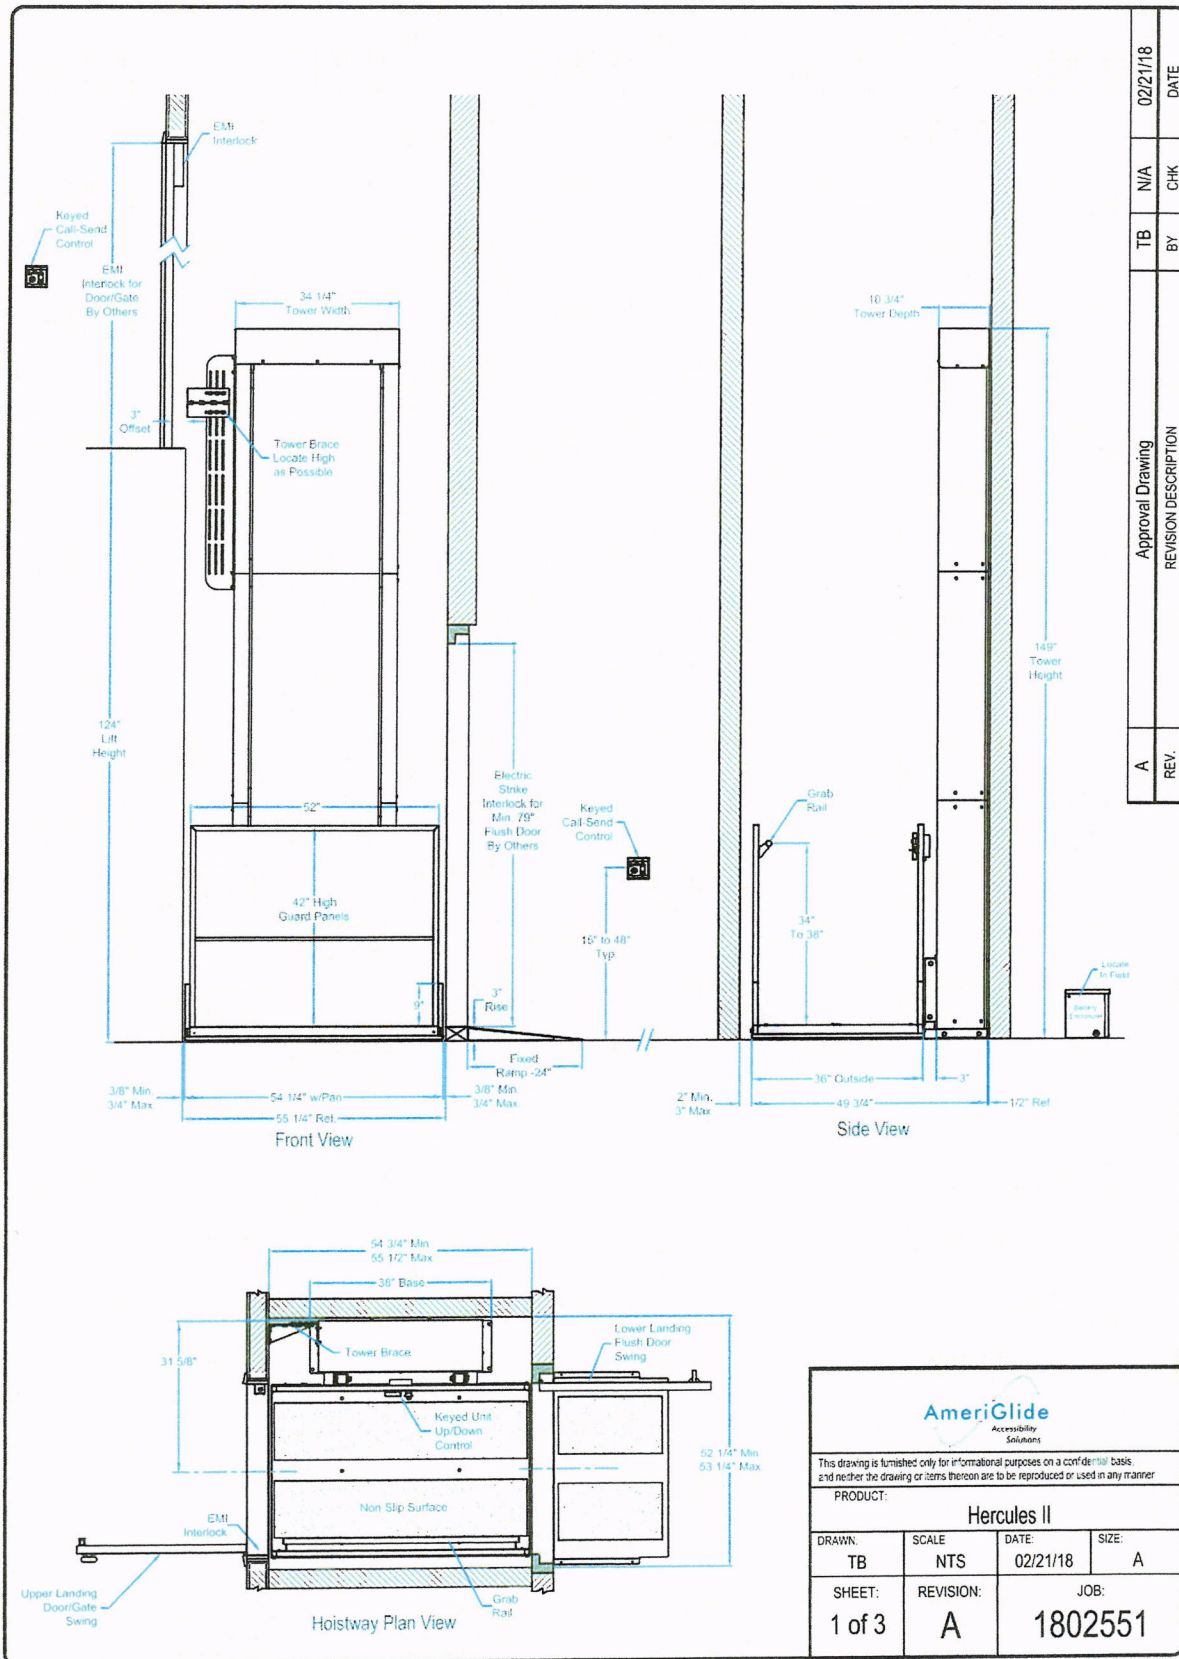 EMI
Interlock
Keyed
Call-Send
Control
EMI
Interlock for
Door/Gate
By Others
34 1/4"
Tower Width
3"
Offset
Tower Brace
Locate High
as Possible
124"
Lift
Height
52"
42" High
Guard Panels
9"
Electric
Strike
Interlock for
Min. 79"
Flush Door
By Others
3"
Rise
Fixed
Ramp -24"
3/8" Min.
3/4" Max
54 1/4" w/Pan
3/8" Min
3/4" Max
55 1/4" Ref.
Front View
Keyed
Call-Send
Control
15" to 48"
Typ
10 3/4"
Tower Depth
149"
Tower
Height
Grab
Rail
34"
To 38"
Locate
In Field
Battery
Enclosure
2" Min.
3" Max
36" Outside
3"
49 3/4"
1/2" Ref
Side View
54 3/4" Min
55 1/2" Max
38" Base
31 5/8"
Tower Brace
Lower Landing
Flush Door
Swing
Keyed Unit
Up/Down
Control
52 1/4" Min
53 1/4" Max
Non Slip Surface
EMI
Interlock
Upper Landing
Door/Gate
Swing
Grab
Rail
Hoistway Plan View
A
Approval Drawing
TB
N/A
02/21/18
REV.
REVISION DESCRIPTION
BY
CHK
DATE
AmeriGlide
Accessibility
Solutions
This drawing is furnished only for informational purposes on a confidential basis,
and neither the drawing or items thereon are to be reproduced or used in any manner
PRODUCT:
Hercules II
DRAWN:
TB
SCALE
NTS
DATE:
02/21/18
SIZE:
A
SHEET:
1 of 3
REVISION:
A
JOB:
1802551